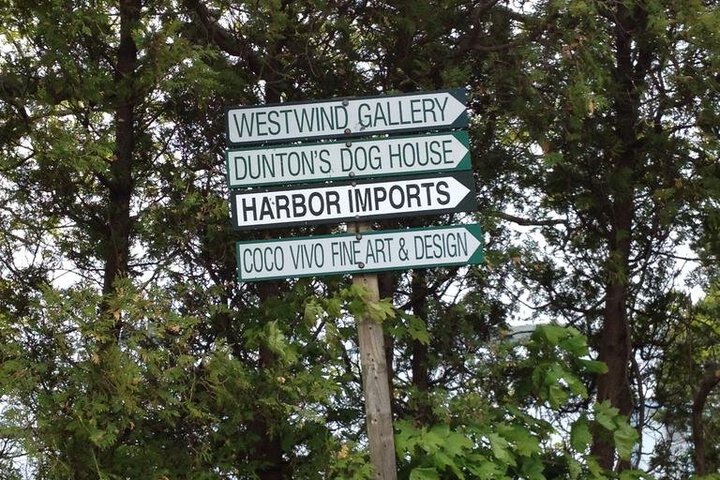 WESTWIND GALLERY
DUNTON'S DOG HOUSE
HARBOR IMPORTS
COCO VIVO FINE ART & DESIGN